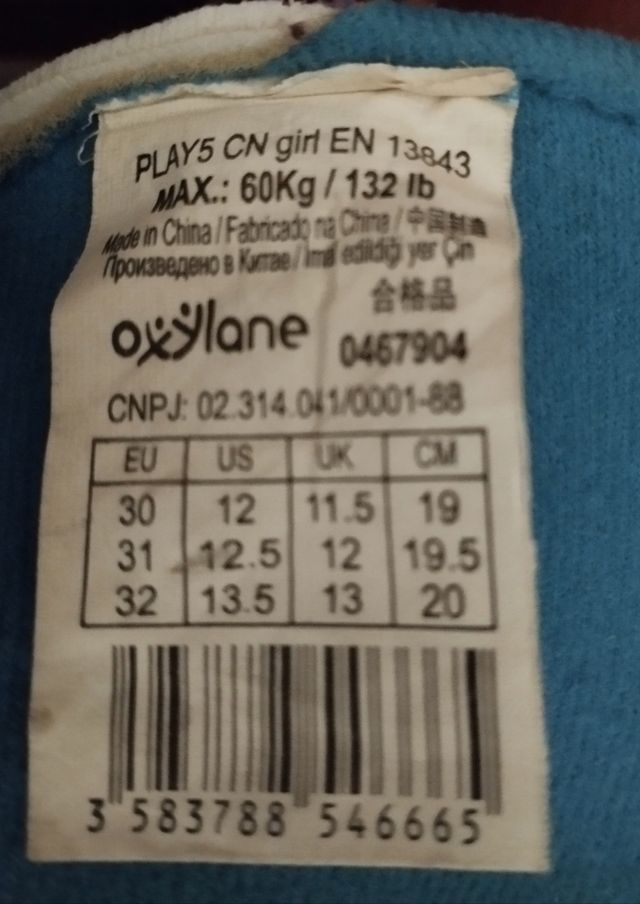 PLAY5 CN girl EN 13843
MAX.: 60Kg / 132 lb
Made in China / Fabricado na China / 中国制造
Произведено в Китае / Imal edildiği yer Çin
合格品
oxylane 0467904
CNPJ: 02.314.041/0001-88
EU US UK CM
30 12 11.5 19
31 12.5 12 19.5
32 13.5 13 20
3 583788 546665